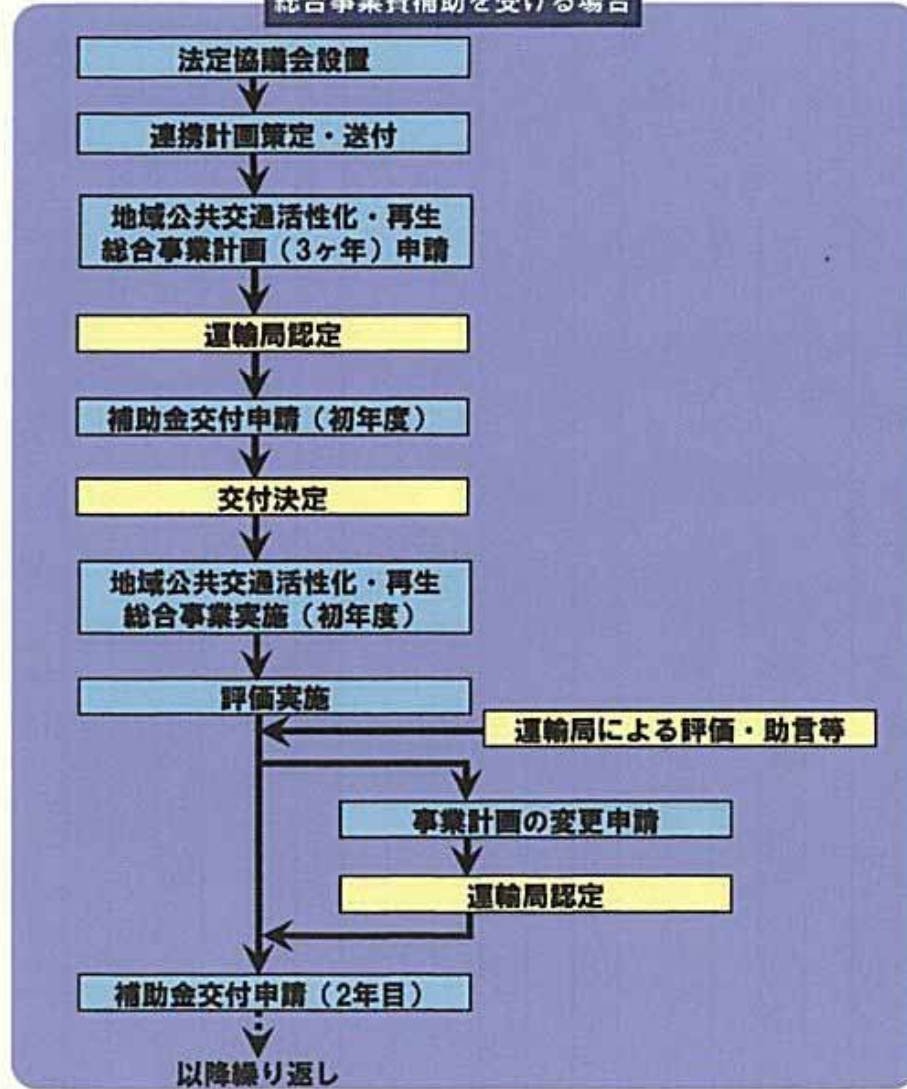 総合事業費補助を受ける場合
法定協議会設置
連携計画策定・送付
地域公共交通活性化・再生
総合事業計画（3ヶ年）申請
運輸局認定
補助金交付申請（初年度）
交付決定
地域公共交通活性化・再生
総合事業実施（初年度）
評価実施
運輸局による評価・助言等
事業計画の変更申請
運輸局認定
補助金交付申請（2年目）
以降繰り返し